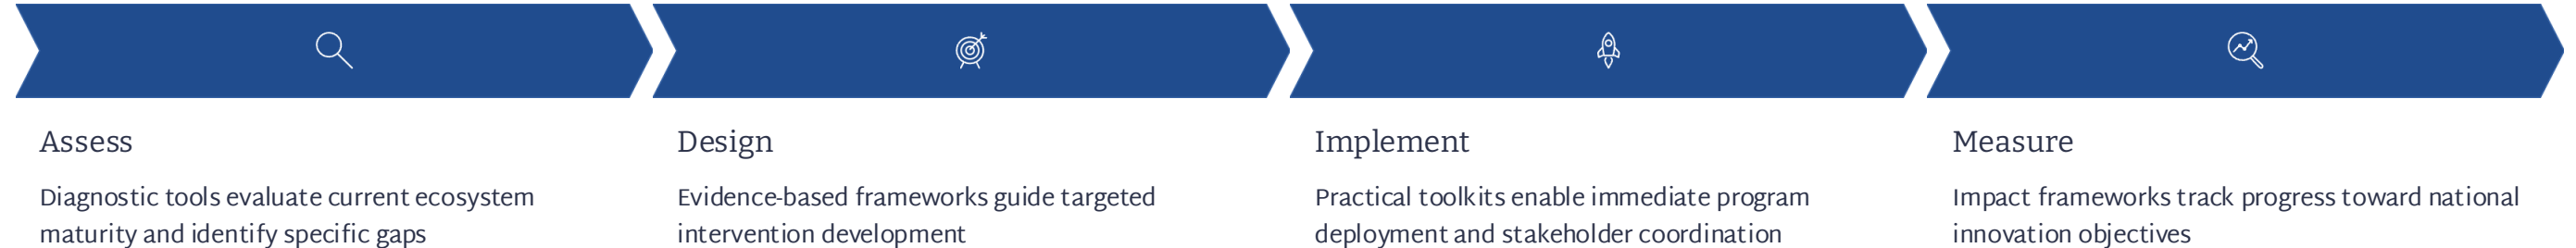 Assess
Diagnostic tools evaluate current ecosystem
maturity and identify specific gaps
Design
Evidence-based frameworks guide targeted
intervention development
Implement
Practical toolkits enable immediate program
deployment and stakeholder coordination
Measure
Impact frameworks track progress toward national
innovation objectives